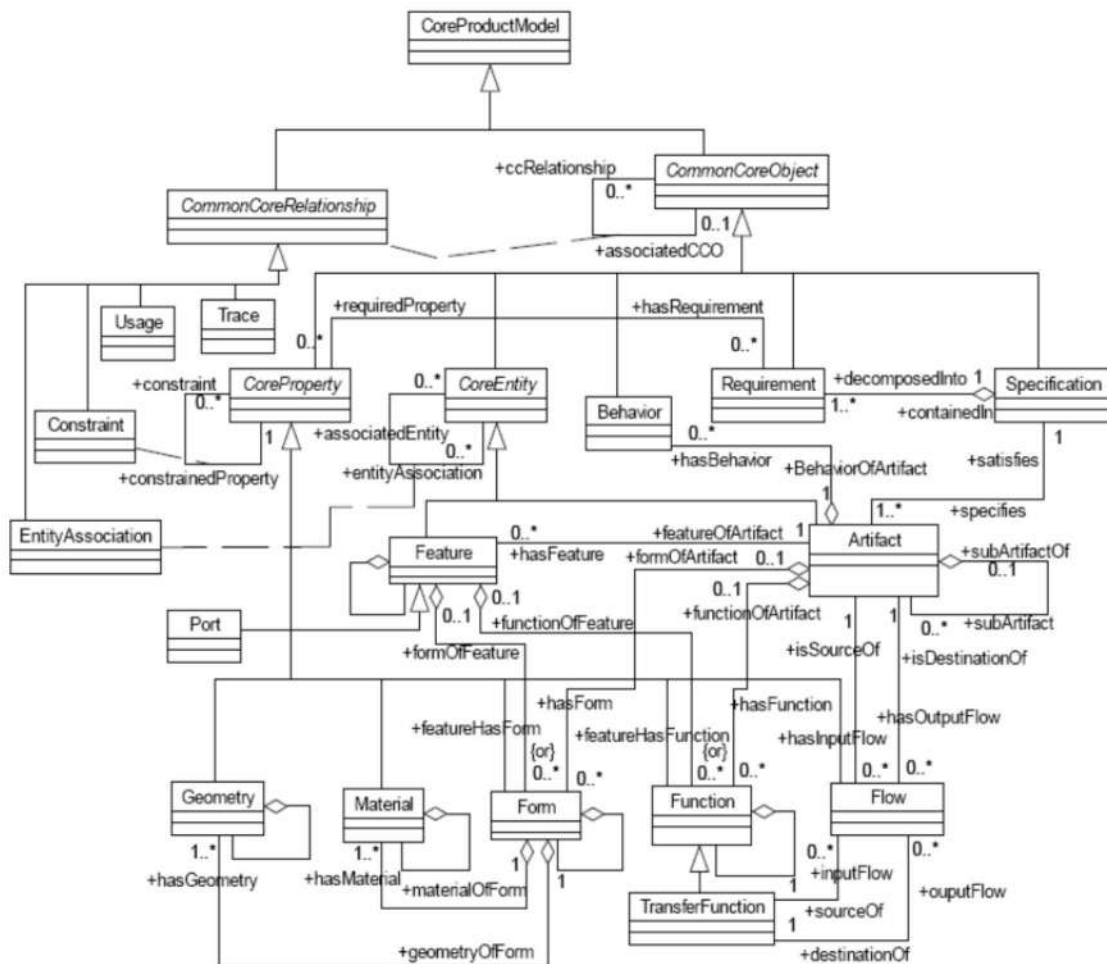 CoreProductModel
+ccRelationship
CommonCoreObject
0..*
CommonCoreRelationship
0..1
+associatedCCO
+requiredProperty
+hasRequirement
Usage
Trace
0..*
0..*
+constraint
CoreProperty
0..*
CoreEntity
Requirement
+decomposedInto
1
Specification
0..*
Behavior
1..*
+containedIn
Constraint
1
+associatedEntity
0..*
0..*
1
+constrainedProperty
+entityAssociation
+hasBehavior
+BehaviorOfArtifact
+satisfies
1
1..*
+specifies
EntityAssociation
0..*
+featureOfArtifact
1
Artifact
Feature
+hasFeature
+formOfArtifact
0..1
+subArtifactOf
0..1
0..1
0..1
0..1
+functionOfArtifact
Port
+functionOfFeature
1
1
0..*
+subArtifact
+formOfFeature
+isSourceOf
+isDestinationOf
+hasForm
+hasFunction
+hasOutputFlow
+featureHasForm
+featureHasFunction
+hasInputFlow
{or}
{or}
0..*
0..*
0..*
0..*
0..*
0..*
Geometry
Material
Form
Function
Flow
1..*
1..*
1
1
0..*
0..*
+hasGeometry
+hasMaterial
+materialOfForm
1
+inputFlow
+ouputFlow
TransferFunction
+sourceOf
1
+geometryOfForm
+destinationOf